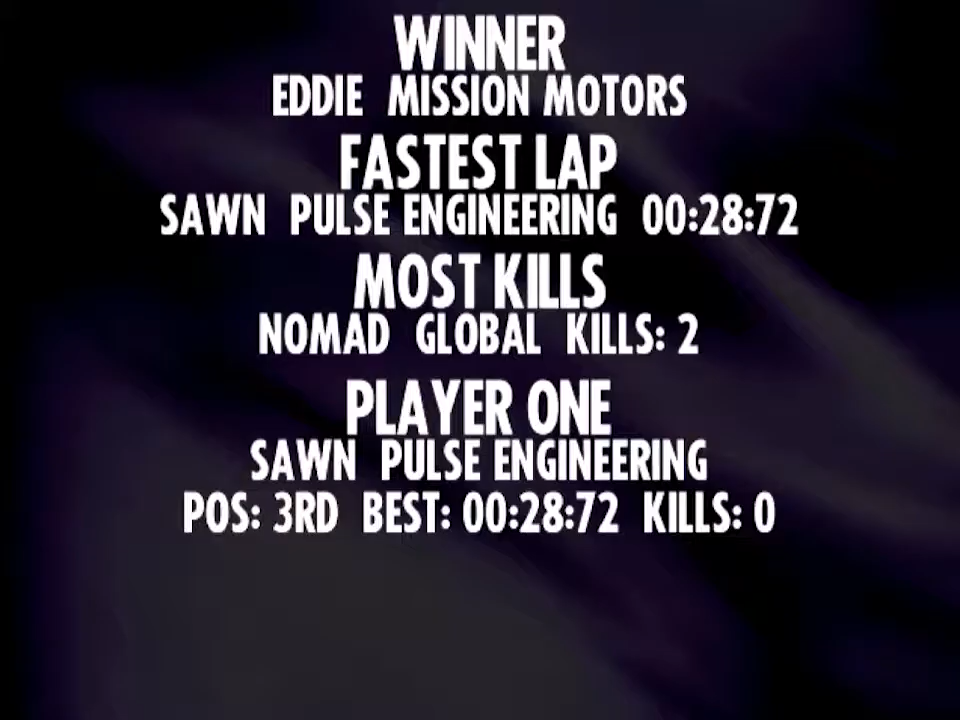 WINNER
EDDIE MISSION MOTORS
FASTEST LAP
SAWN PULSE ENGINEERING 00:28:72
MOST KILLS
NOMAD GLOBAL KILLS: 2
PLAYER ONE
SAWN PULSE ENGINEERING
POS: 3RD BEST: 00:28:72 KILLS: 0